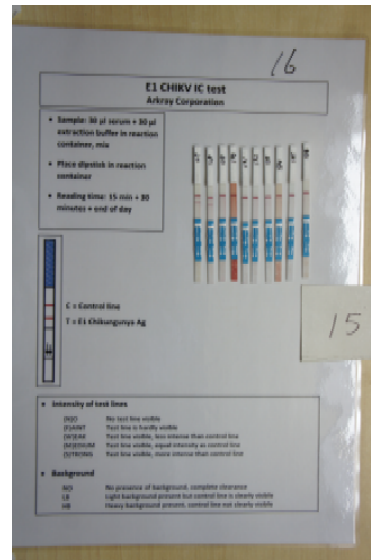 16
E1 CHIKV IC test
Arkray Corporation
• Sample: 30 µl serum + 30 µl
extraction buffer in reaction
container, mix
• Place dipstick in reaction
container
• Reading time: 15 min + 30
minutes + end of day
C = Control line
T = E1 Chikungunya Ag
15
• Intensity of test lines
(N)O No test line visible
(F)AINT Test line is hardly visible
(W)EAK Test line visible, less intense than control line
(M)EDIUM Test line visible, equal intensity as control line
(S)TRONG Test line visible, more intense than control line
• Background
NO No presence of background, complete clearance
LB Light background present but control line is clearly visible
HB Heavy background present, control line not clearly visible